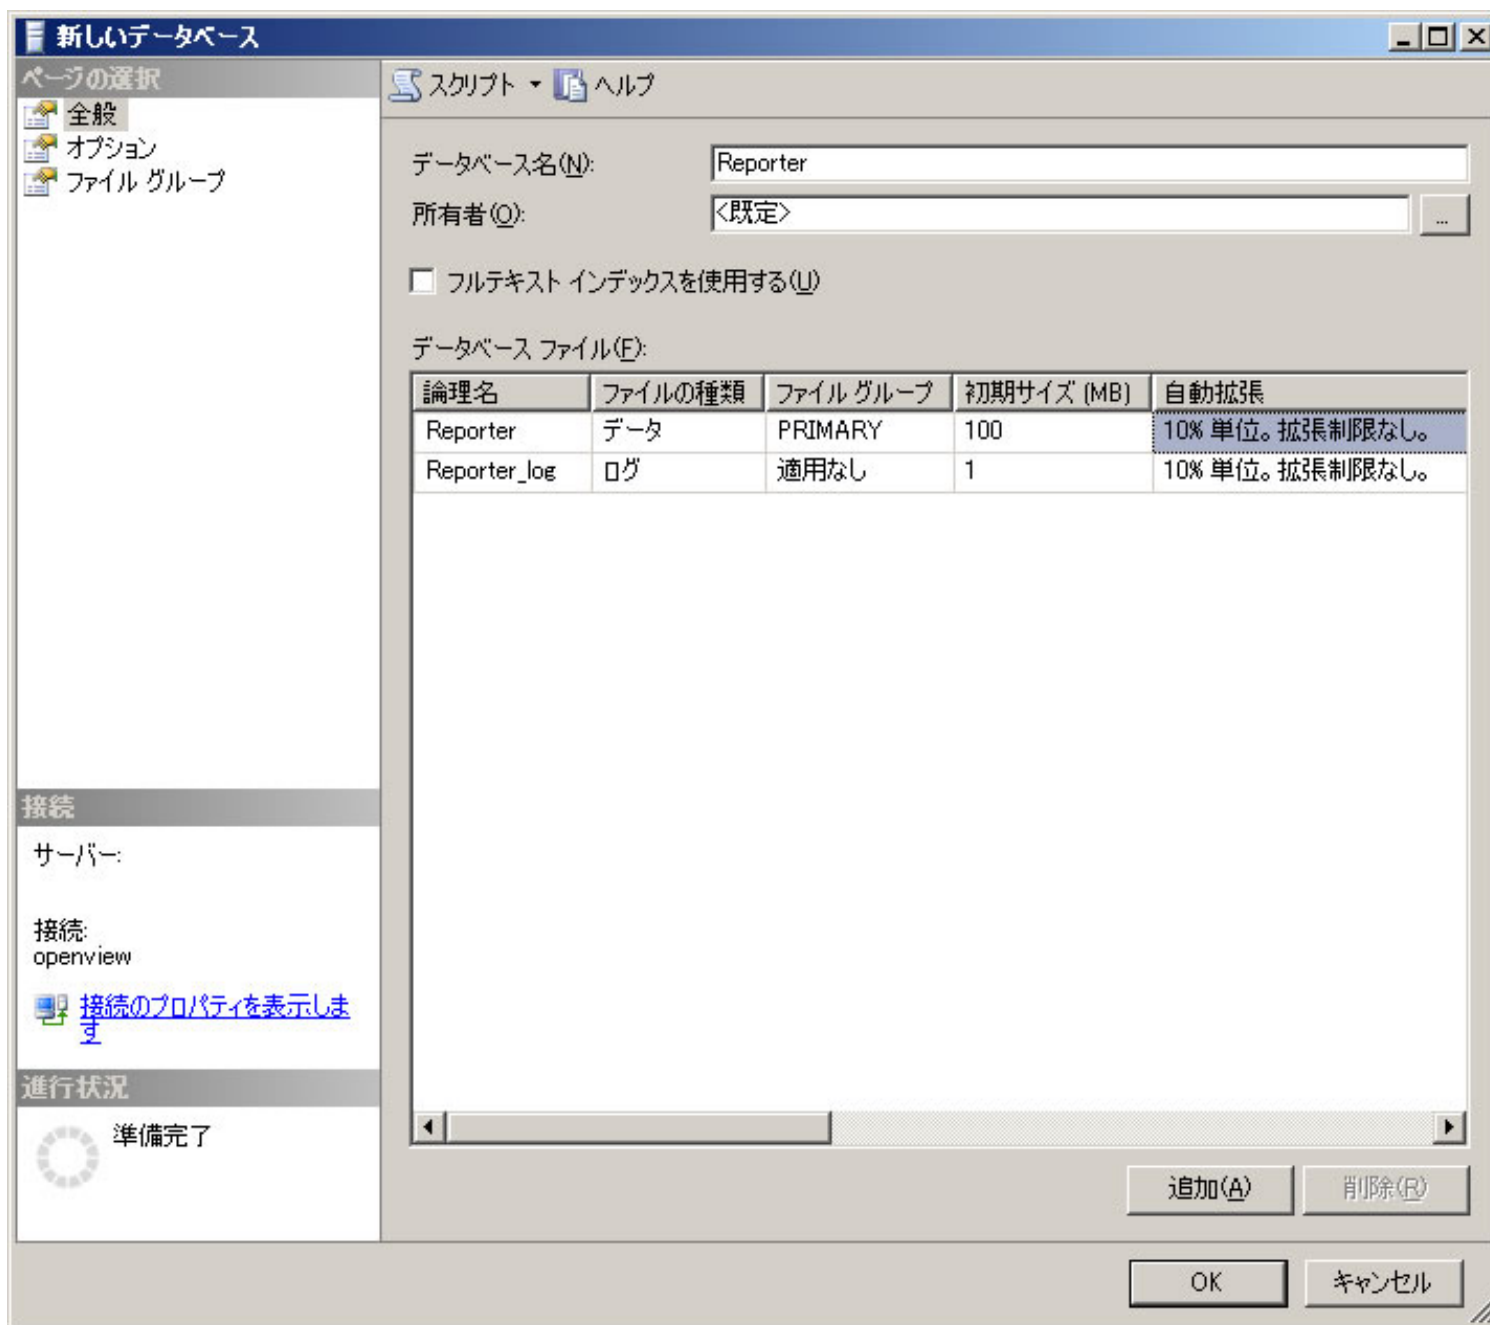 新しいデータベース
ページの選択
全般
オプション
ファイル グループ
スクリプト ヘルプ
データベース名(N): Reporter
所有者(O): <既定> ...
フルテキスト インデックスを使用する(U)
データベース ファイル(F):
論理名 ファイルの種類 ファイル グループ 初期サイズ (MB) 自動拡張
Reporter データ PRIMARY 100 10% 単位。拡張制限なし。
Reporter_log ログ 適用なし 1 10% 単位。拡張制限なし。
接続
サーバー:
接続:
openview
接続のプロパティを表示しま
す
進行状況
準備完了
追加(A) 削除(R)
OK キャンセル